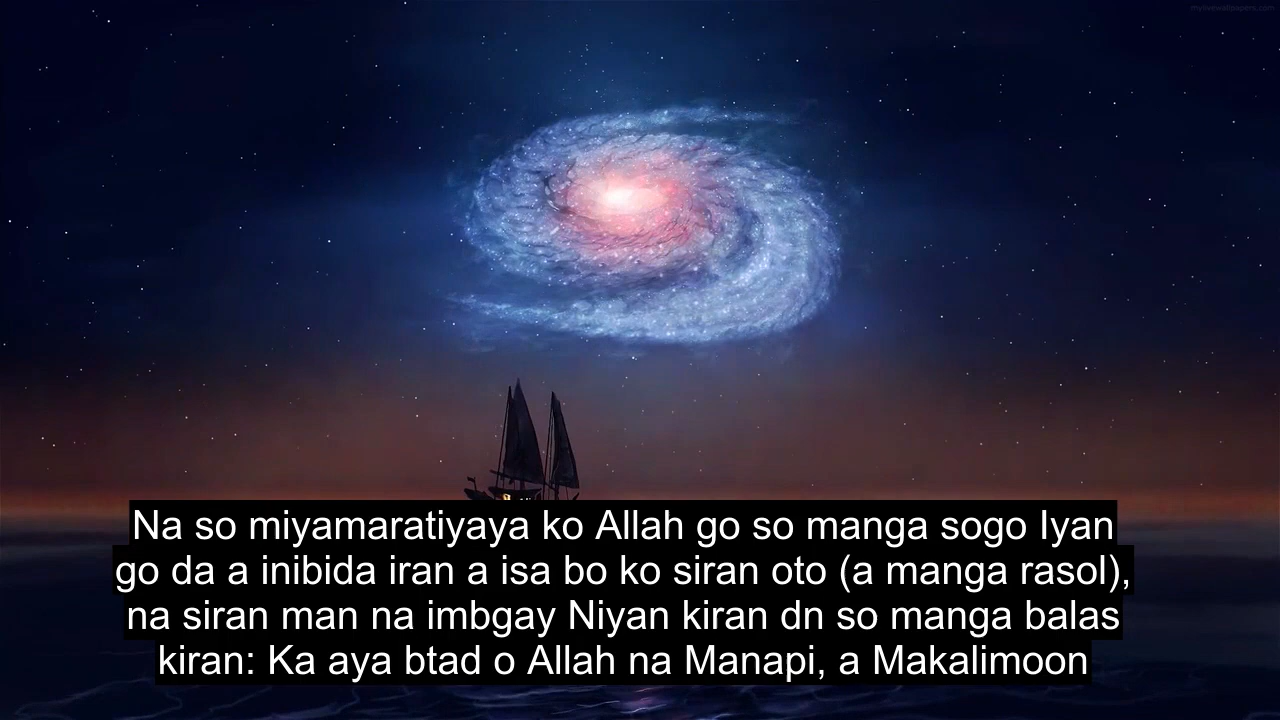 mylivewallpapers.com
Na so miyamaratiyaya ko Allah go so manga sogo Iyan
go da a inibida iran a isa bo ko siran oto (a manga rasol),
na siran man na imbgay Niyan kiran dn so manga balas
kiran: Ka aya btad o Allah na Manapi, a Makalimoon